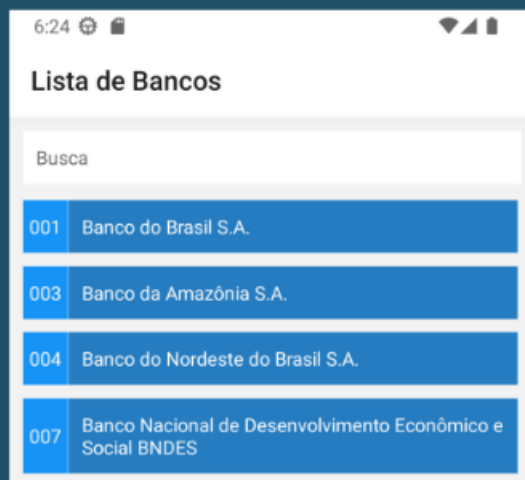 6:24
Lista de Bancos
Busca
001 Banco do Brasil S.A.
003 Banco da Amazônia S.A.
004 Banco do Nordeste do Brasil S.A.
007 Banco Nacional de Desenvolvimento Econômico e
Social BNDES